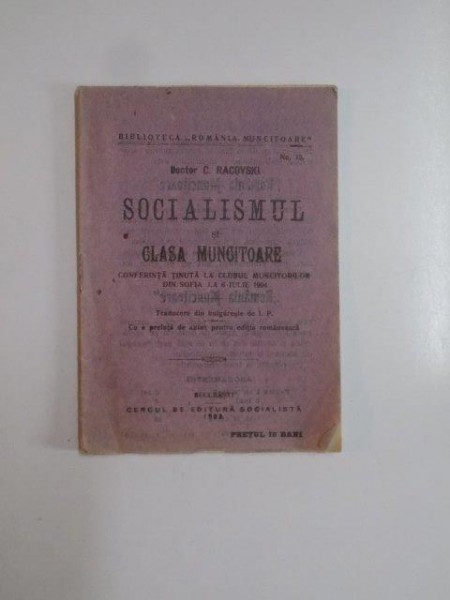 BIBLIOTECA „ROMÂNIA MUNCITOARE"
No. 15.
Doctor C. RACOVSKI
SOCIALISMUL
ȘI
CLASA MUNCITOARE
CONFERINȚĂ ȚINUTĂ LA CLUBUL MUNCITORILOR
DIN SOFIA LA 6 IULIE 1904
Traducere din bulgărește de I. P.
Cu o prefață de autor pentru ediția românească
BUCUREȘTI
CERCUL DE EDITURĂ SOCIALISTĂ
PREȚUL 15 BANI